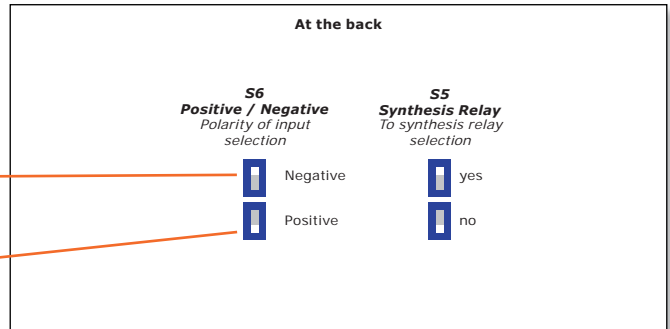 At the back
S6
Positive / Negative
Polarity of input
selection
S5
Synthesis Relay
To synthesis relay
selection
Negative
yes
Positive
no